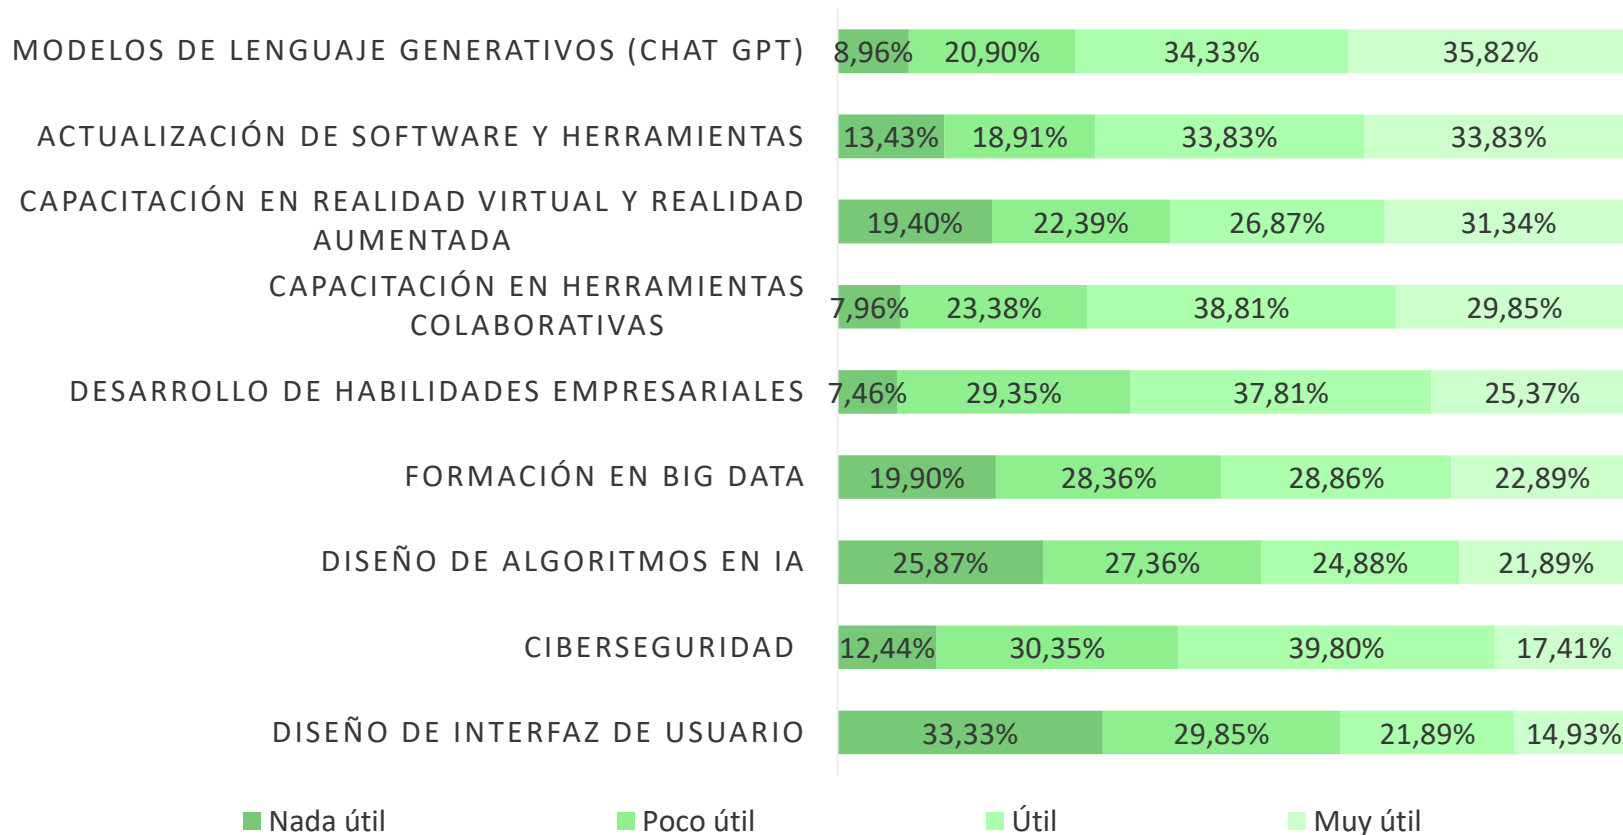 MODELOS DE LENGUAJE GENERATIVOS (CHAT GPT) 8,96% 20,90% 34,33% 35,82%
ACTUALIZACIÓN DE SOFTWARE Y HERRAMIENTAS 13,43% 18,91% 33,83% 33,83%
CAPACITACIÓN EN REALIDAD VIRTUAL Y REALIDAD
AUMENTADA 19,40% 22,39% 26,87% 31,34%
CAPACITACIÓN EN HERRAMIENTAS
COLABORATIVAS 7,96% 23,38% 38,81% 29,85%
DESARROLLO DE HABILIDADES EMPRESARIALES 7,46% 29,35% 37,81% 25,37%
FORMACIÓN EN BIG DATA 19,90% 28,36% 28,86% 22,89%
DISEÑO DE ALGORITMOS EN IA 25,87% 27,36% 24,88% 21,89%
CIBERSEGURIDAD 12,44% 30,35% 39,80% 17,41%
DISEÑO DE INTERFAZ DE USUARIO 33,33% 29,85% 21,89% 14,93%
Nada útil Poco útil Útil Muy útil